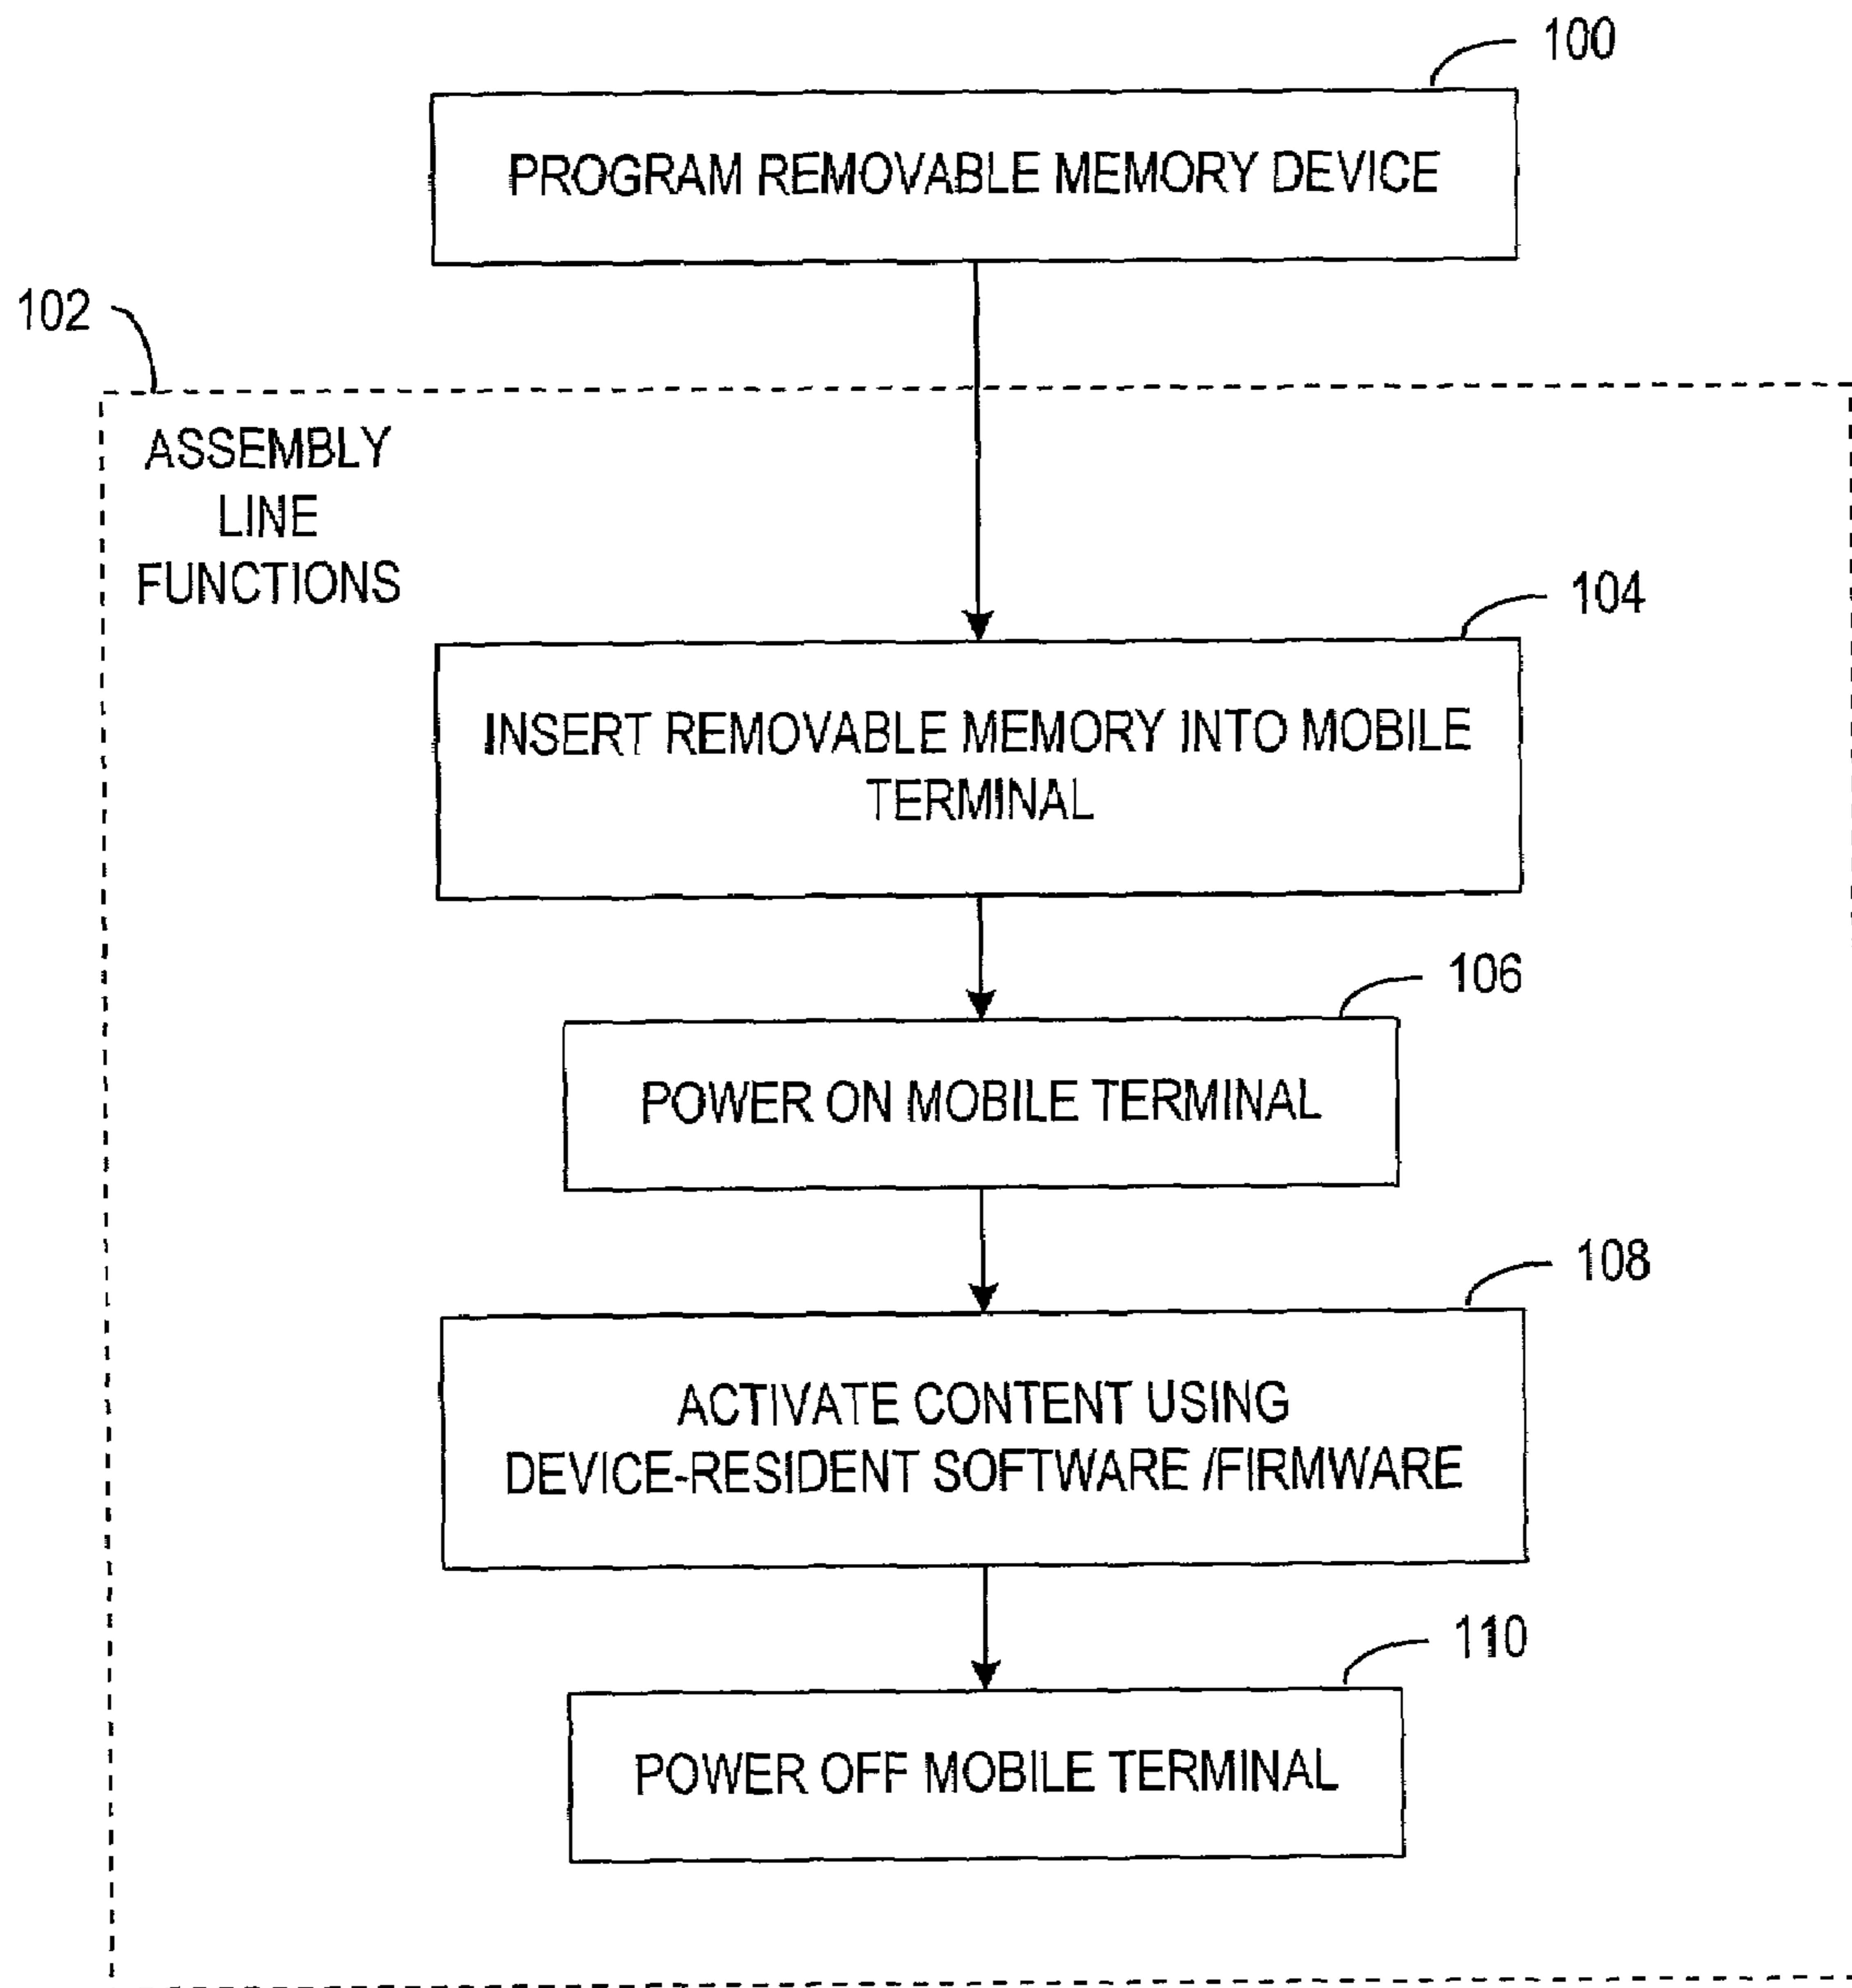 100
PROGRAM REMOVABLE MEMORY DEVICE
102
ASSEMBLY
LINE
FUNCTIONS
104
INSERT REMOVABLE MEMORY INTO MOBILE
TERMINAL
106
POWER ON MOBILE TERMINAL
108
ACTIVATE CONTENT USING
DEVICE-RESIDENT SOFTWARE /FIRMWARE
110
POWER OFF MOBILE TERMINAL